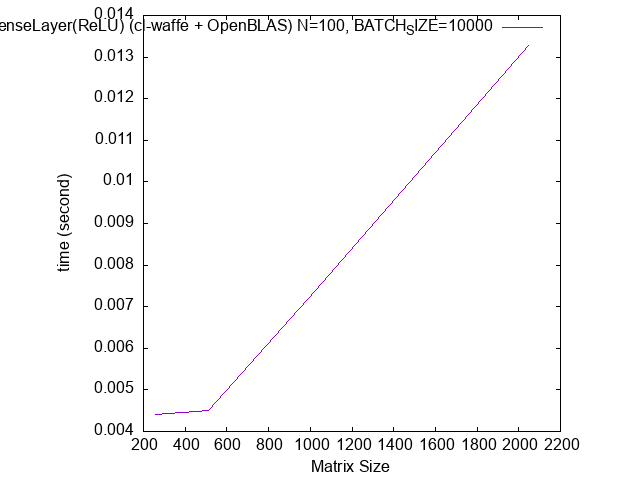 0.014
enseLayer(ReLU) (cl-waffe + OpenBLAS) N=100, BATCHSIZE=10000
0.013
0.012
0.011
0.01
0.009
0.008
0.007
0.006
0.005
0.004
time (second)
200 400 600 800 1000 1200 1400 1600 1800 2000 2200
Matrix Size